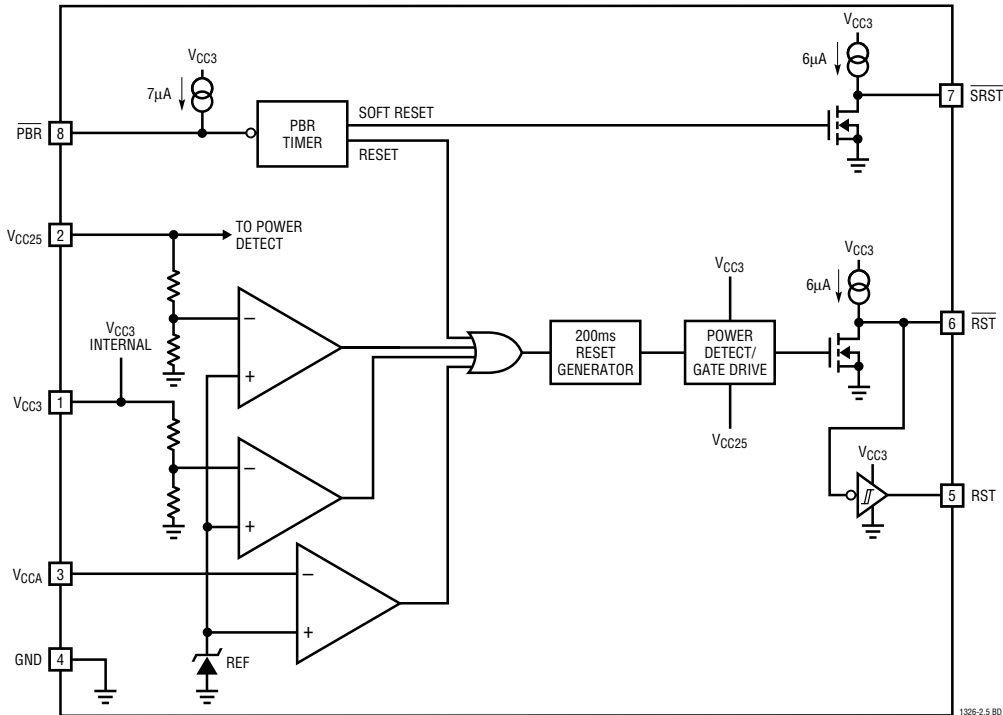 VCC3
7µA
PBR
8
PBR
TIMER
SOFT RESET
RESET
VCC3
6µA
7
SRST
VCC25
2
TO POWER
DETECT
−
+
VCC3
INTERNAL
VCC3
1
−
+
VCCA
3
−
+
GND
4
REF
200ms
RESET
GENERATOR
VCC3
POWER
DETECT/
GATE DRIVE
VCC25
VCC3
6µA
6
RST
VCC3
5
RST
1326-2.5 BD